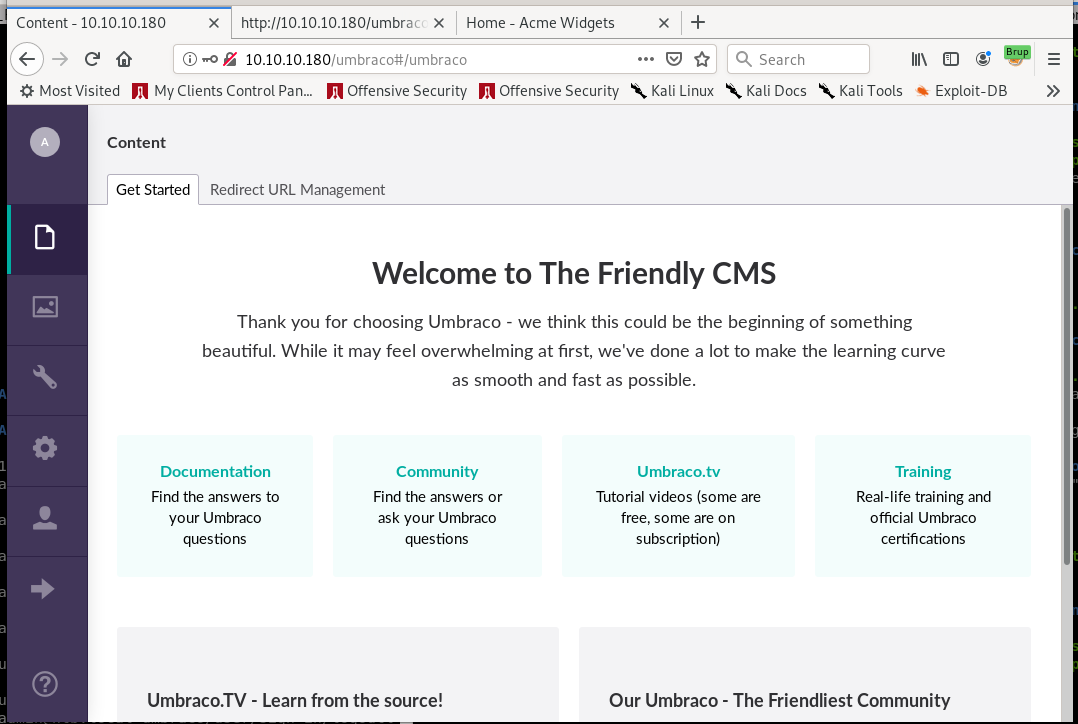 Content - 10.10.10.180
http://10.10.10.180/umbraco
Home - Acme Widgets
10.10.10.180/umbraco#/umbraco
Search
Brup
Most Visited
My Clients Control Pan...
Offensive Security
Offensive Security
Kali Linux
Kali Docs
Kali Tools
Exploit-DB
A
Content
Get Started
Redirect URL Management
Welcome to The Friendly CMS
Thank you for choosing Umbraco - we think this could be the beginning of something
beautiful. While it may feel overwhelming at first, we've done a lot to make the learning curve
as smooth and fast as possible.
Documentation
Find the answers to
your Umbraco
questions
Community
Find the answers or
ask your Umbraco
questions
Umbraco.tv
Tutorial videos (some are
free, some are on
subscription)
Training
Real-life training and
official Umbraco
certifications
Umbraco.TV - Learn from the source!
Our Umbraco - The Friendliest Community